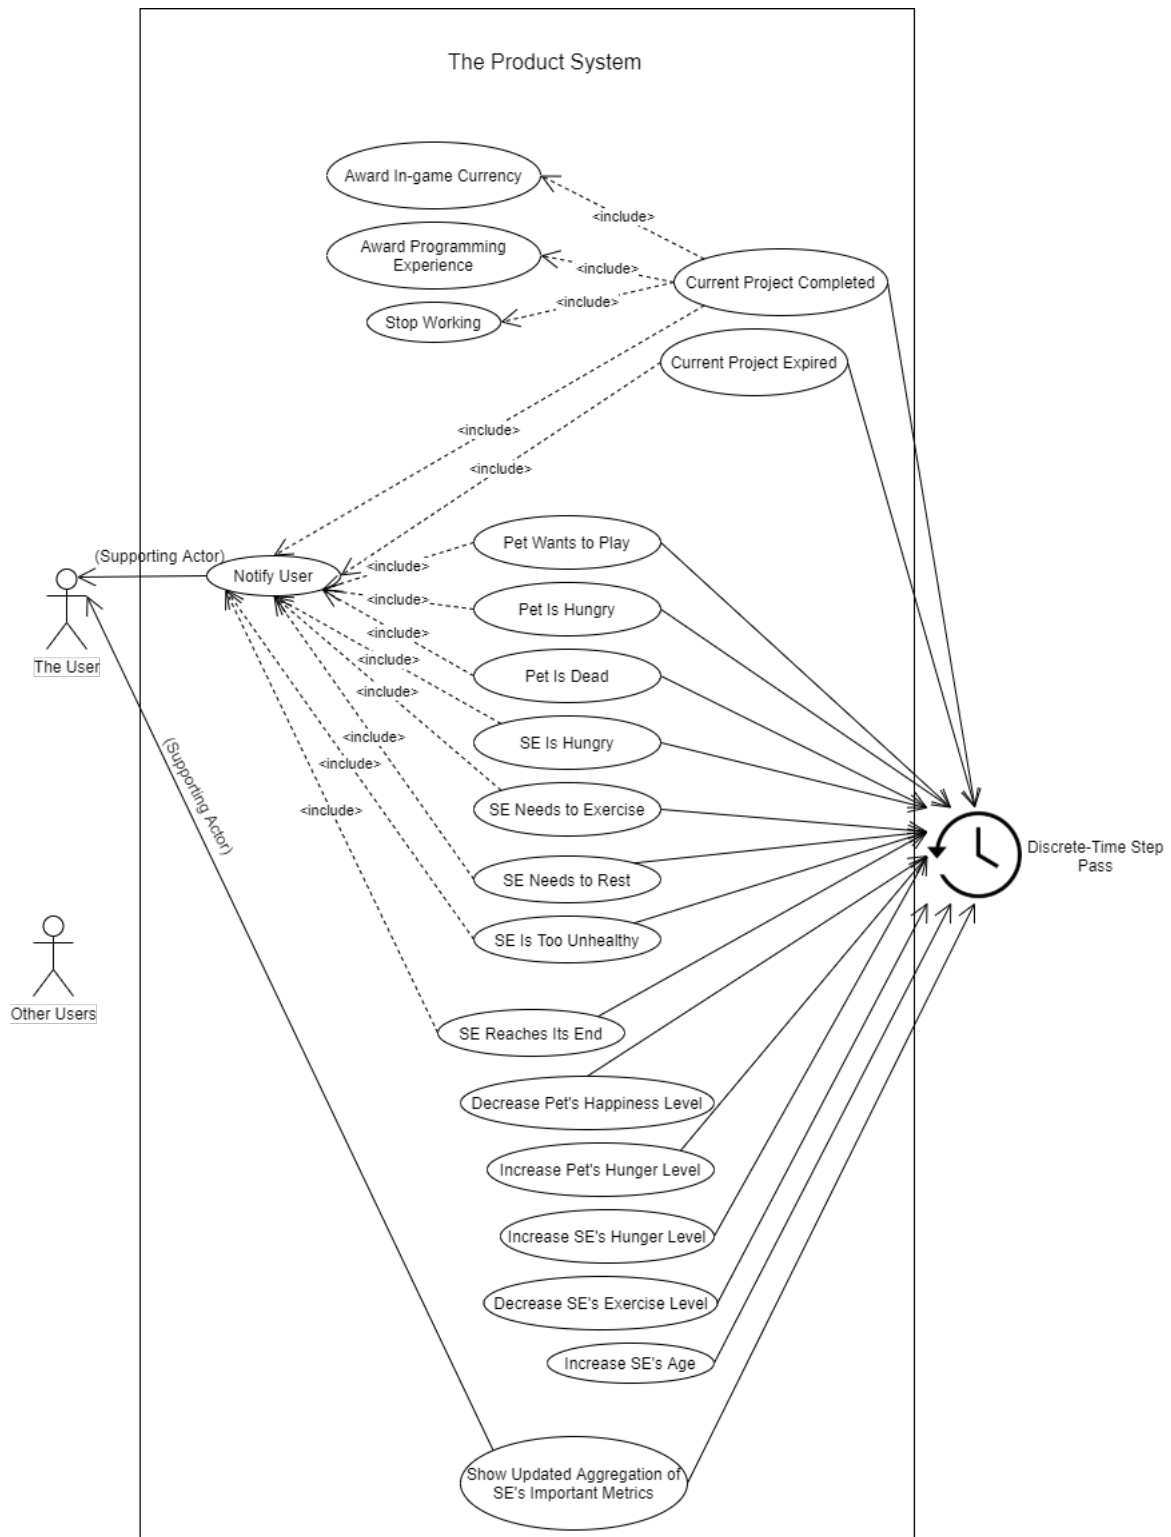 The Product System
Award In-game Currency
<include>
Award Programming
Experience
<include>
Current Project Completed
<include>
Stop Working
Current Project Expired
<include>
<include>
Pet Wants to Play
(Supporting Actor)
<include>
Notify User
<include>
Pet Is Hungry
<include>
The User
<include>
Pet Is Dead
<include>
<include>
SE Is Hungry
(Supporting Actor)
<include>
<include>
SE Needs to Exercise
Discrete-Time Step
Pass
SE Needs to Rest
SE Is Too Unhealthy
Other Users
SE Reaches Its End
Decrease Pet's Happiness Level
Increase Pet's Hunger Level
Increase SE's Hunger Level
Decrease SE's Exercise Level
Increase SE's Age
Show Updated Aggregation of
SE's Important Metrics